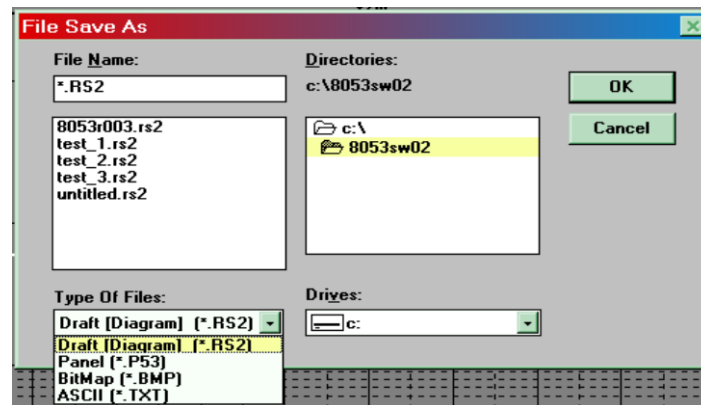 File Save As
File Name:
*.RS2
8053r003.rs2
test_1.rs2
test_2.rs2
test_3.rs2
untitled.rs2
Directories:
c:\8053sw02
c:\
8053sw02
OK
Cancel
Type Of Files:
Draft [Diagram] (*.RS2)
Draft [Diagram] (*.RS2)
Panel (*.P53)
BitMap (*.BMP)
ASCII (*.TXT)
Drives:
c: